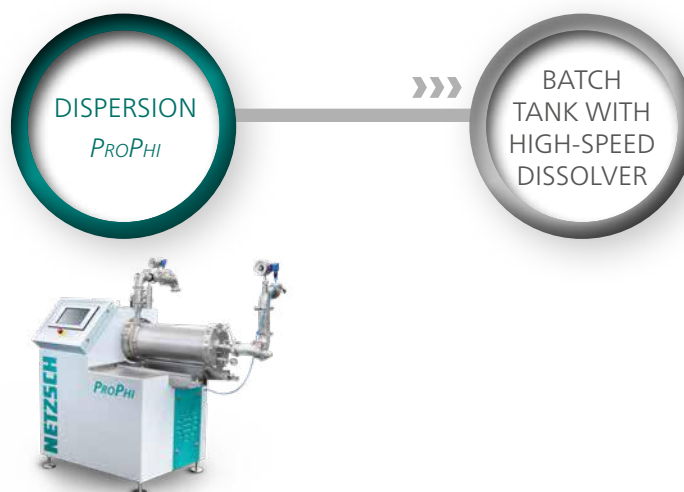 DISPERSION
PROPHI
BATCH
TANK WITH
HIGH-SPEED
DISSOLVER
NETZSCH
PROPHI